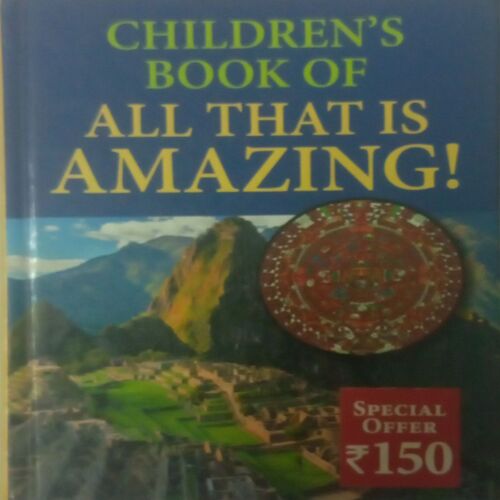 CHILDREN'S
BOOK OF
ALL THAT IS
AMAZING!
SPECIAL
OFFER
₹150